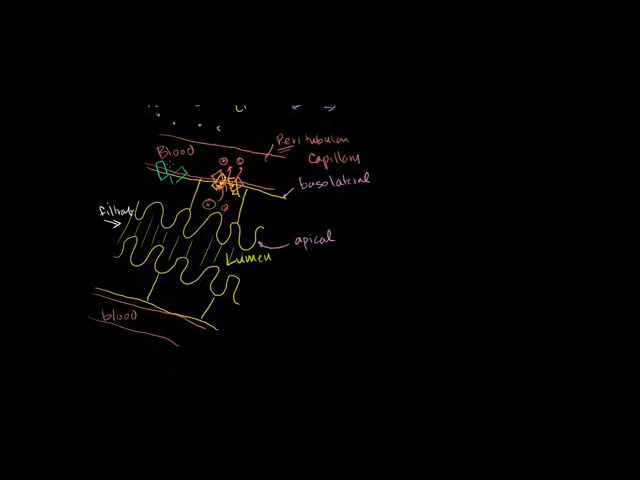 Peritubular
Capillary
Blood
basolateral
filtrate
apical
Lumen
blood